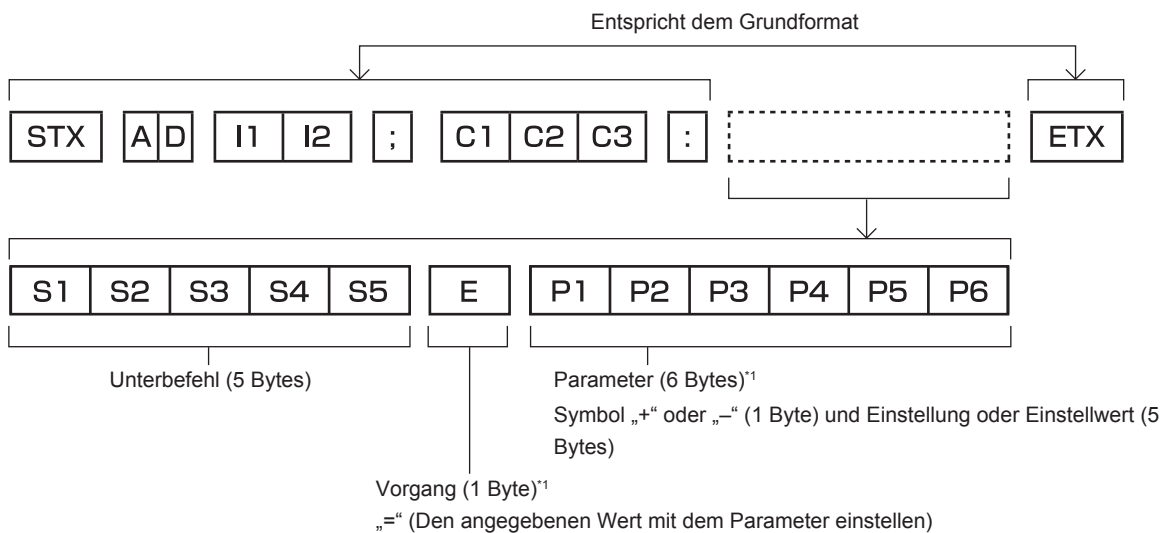 Entspricht dem Grundformat
STX A D I1 I2 ; C1 C2 C3 : ETX
S1 S2 S3 S4 S5 E P1 P2 P3 P4 P5 P6
Unterbefehl (5 Bytes)
Parameter (6 Bytes)*1
Symbol „+“ oder „–“ (1 Byte) und Einstellung oder Einstellwert (5
Bytes)
Vorgang (1 Byte)*1
„=“ (Den angegebenen Wert mit dem Parameter einstellen)